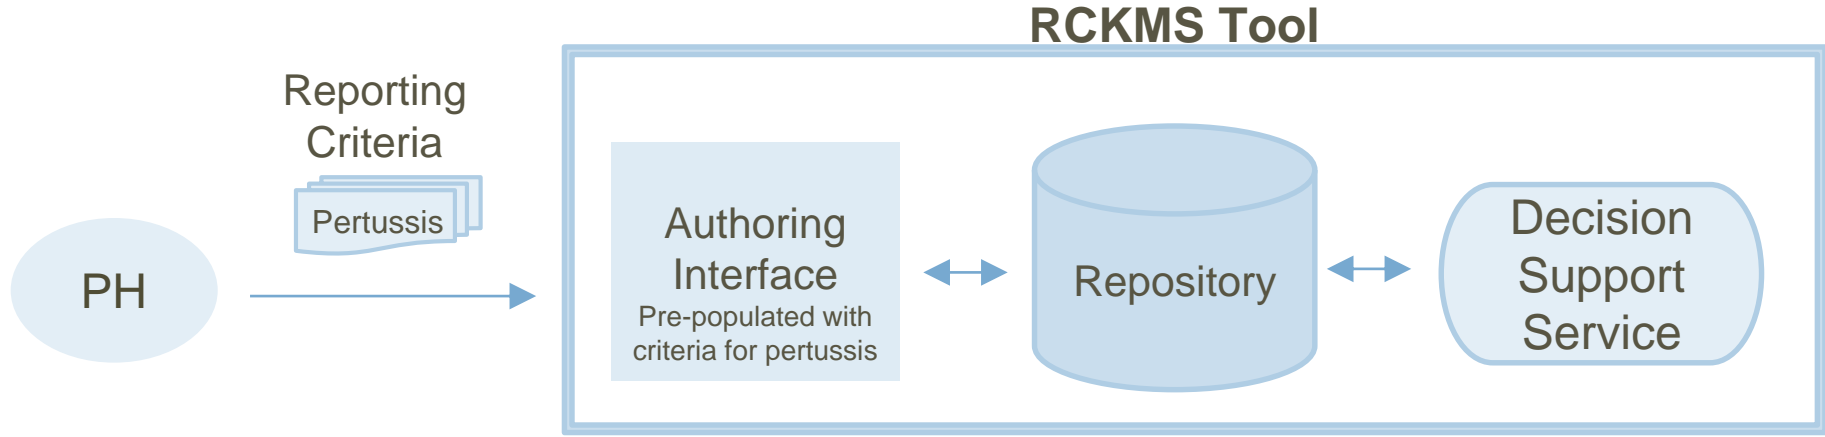 RCKMS Tool
Reporting
Criteria
Pertussis
PH
Authoring
Interface
Pre-populated with
criteria for pertussis
Repository
Decision
Support
Service